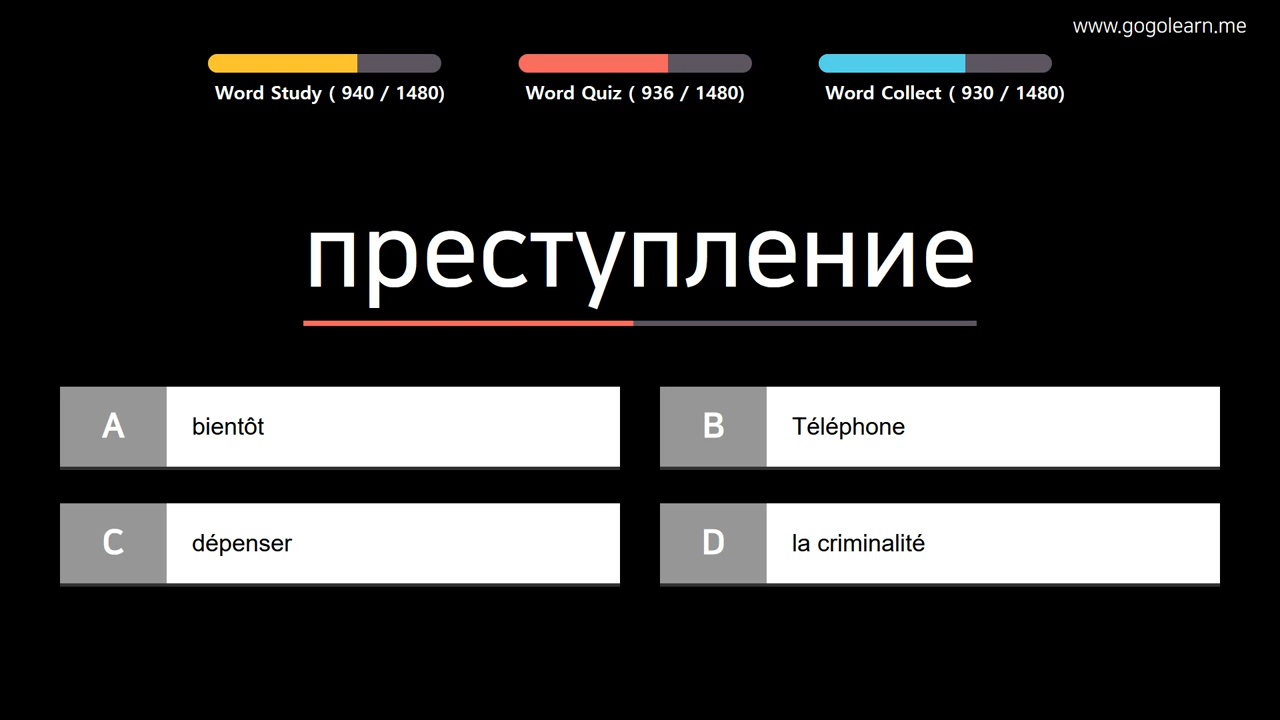 www.gogolearn.me
Word Study ( 940 / 1480)
Word Quiz ( 936 / 1480)
Word Collect ( 930 / 1480)
преступление
A bientôt
B Téléphone
C dépenser
D la criminalité